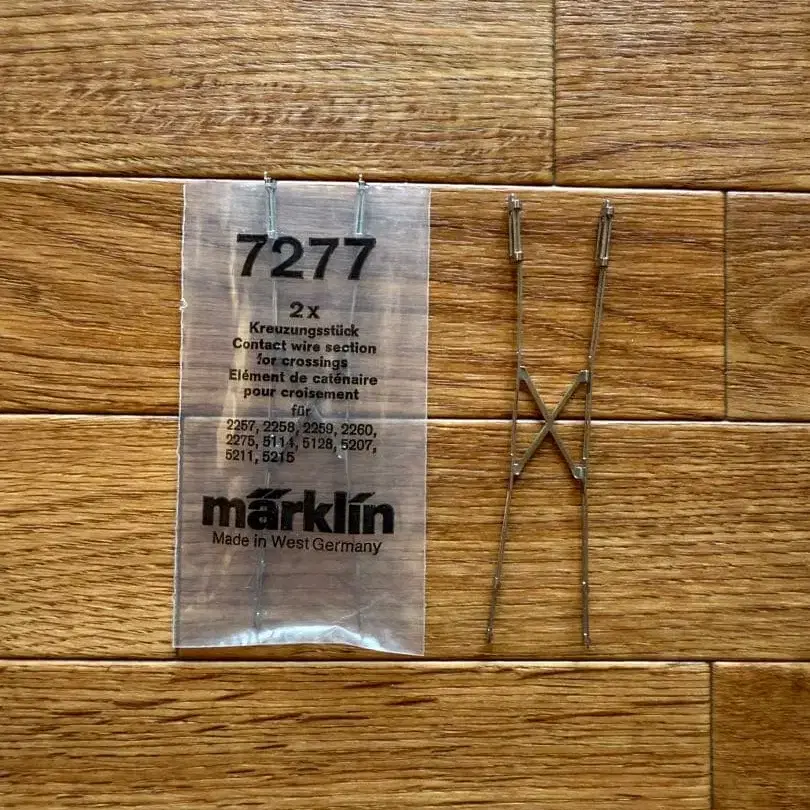 7277
2x
Kreuzungsstück
Contact wire section
for crossings
Elément de caténaire
pour croisement
für
2257, 2258, 2259, 2260,
2275, 5114, 5128, 5207,
5211, 5215
märklin
Made in West Germany